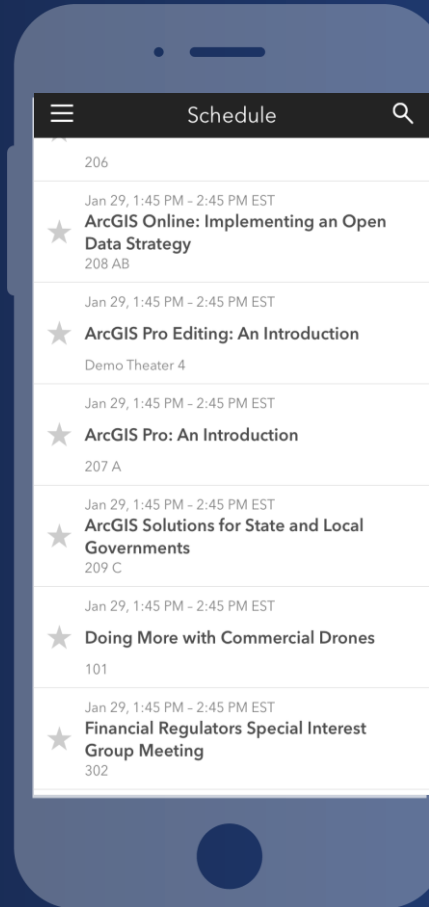 Schedule
206
Jan 29, 1:45 PM – 2:45 PM EST
ArcGIS Online: Implementing an Open
Data Strategy
208 AB
Jan 29, 1:45 PM – 2:45 PM EST
ArcGIS Pro Editing: An Introduction
Demo Theater 4
Jan 29, 1:45 PM – 2:45 PM EST
ArcGIS Pro: An Introduction
207 A
Jan 29, 1:45 PM – 2:45 PM EST
ArcGIS Solutions for State and Local
Governments
209 C
Jan 29, 1:45 PM – 2:45 PM EST
Doing More with Commercial Drones
101
Jan 29, 1:45 PM – 2:45 PM EST
Financial Regulators Special Interest
Group Meeting
302